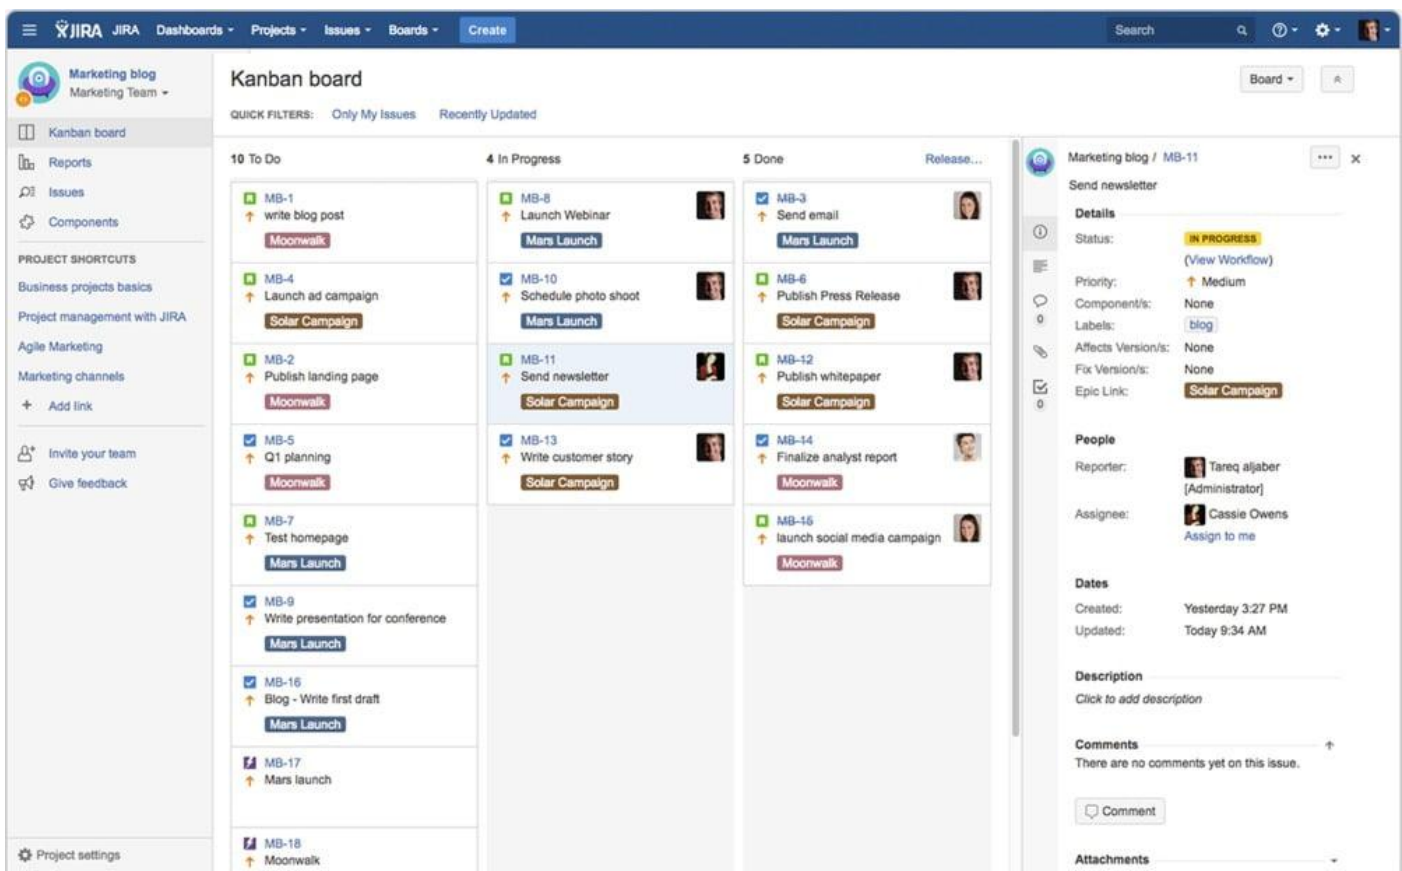 JIRA JIRA Dashboards Projects Issues Boards Create Search
Marketing blog
Marketing Team
Kanban board
Reports
Issues
Components
PROJECT SHORTCUTS
Business projects basics
Project management with JIRA
Agile Marketing
Marketing channels
+ Add link
Invite your team
Give feedback
Project settings
Kanban board
Board
QUICK FILTERS: Only My Issues Recently Updated
10 To Do
MB-1
write blog post
Moonwalk
MB-4
Launch ad campaign
Solar Campaign
MB-2
Publish landing page
Moonwalk
MB-5
Q1 planning
Moonwalk
MB-7
Test homepage
Mars Launch
MB-9
Write presentation for conference
Mars Launch
MB-16
Blog - Write first draft
Mars Launch
MB-17
Mars launch
MB-18
Moonwalk
4 In Progress
MB-8
Launch Webinar
Mars Launch
MB-10
Schedule photo shoot
Mars Launch
MB-11
Send newsletter
Solar Campaign
MB-13
Write customer story
Solar Campaign
5 Done Release...
MB-3
Send email
Mars Launch
MB-6
Publish Press Release
Solar Campaign
MB-12
Publish whitepaper
Solar Campaign
MB-14
Finalize analyst report
Moonwalk
MB-15
launch social media campaign
Moonwalk
Marketing blog / MB-11
Send newsletter
Details
Status: IN PROGRESS
(View Workflow)
Priority: Medium
Component/s: None
Labels: blog
Affects Version/s: None
Fix Version/s: None
Epic Link: Solar Campaign
0
0
People
Reporter: Tareq aljaber
[Administrator]
Assignee: Cassie Owens
Assign to me
Dates
Created: Yesterday 3:27 PM
Updated: Today 9:34 AM
Description
Click to add description
Comments
There are no comments yet on this issue.
Comment
Attachments